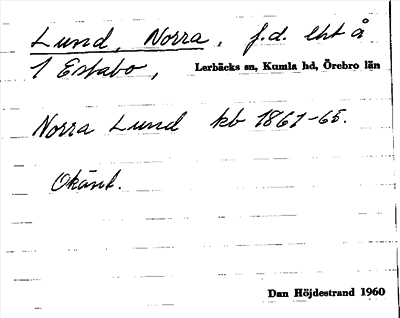 Lund, Norra, f.d. lht å
1 Estabo, Lerbäcks sn, Kumla hd, Örebro län
Norra Lund kb 1861-65.
Okänt.
Dan Höjdestrand 1960